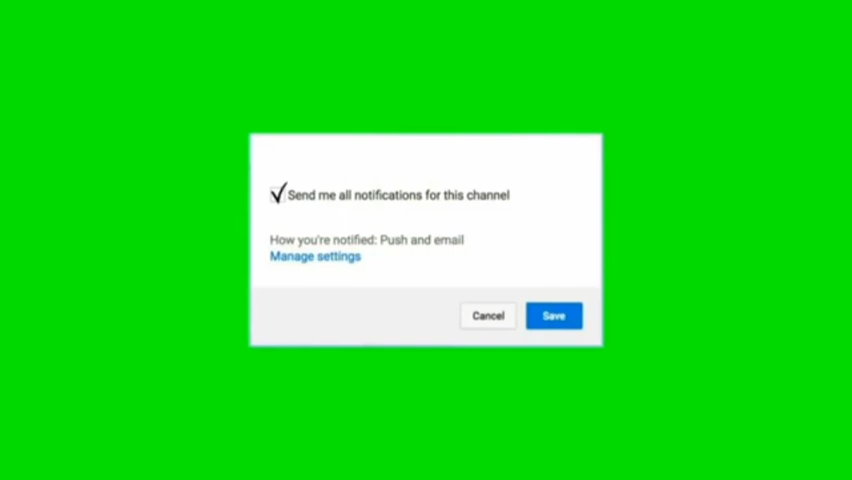 Send me all notifications for this channel
How you're notified: Push and email
Manage settings
Cancel
Save